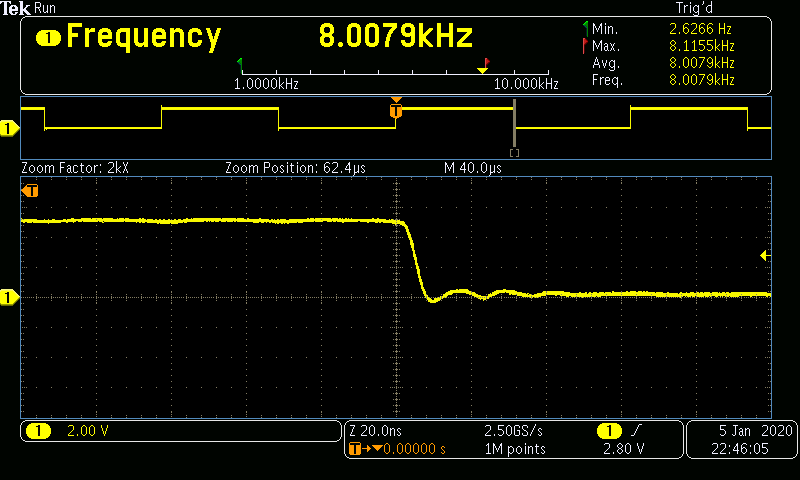 Tek Run Trig'd
1 Frequency 8.0079kHz
Min. 2.6266 Hz
Max. 8.1155kHz
Avg. 8.0079kHz
Freq. 8.0079kHz
1.0000kHz 10.000kHz
T
1
Zoom Factor: 2kX Zoom Position: 62.4µs M 40.0µs
T
1
1 2.00 V
Z 20.0ns 2.50GS/s 1 2.80 V
T→▼0.00000 s 1M points
5 Jan 2020
22:46:05